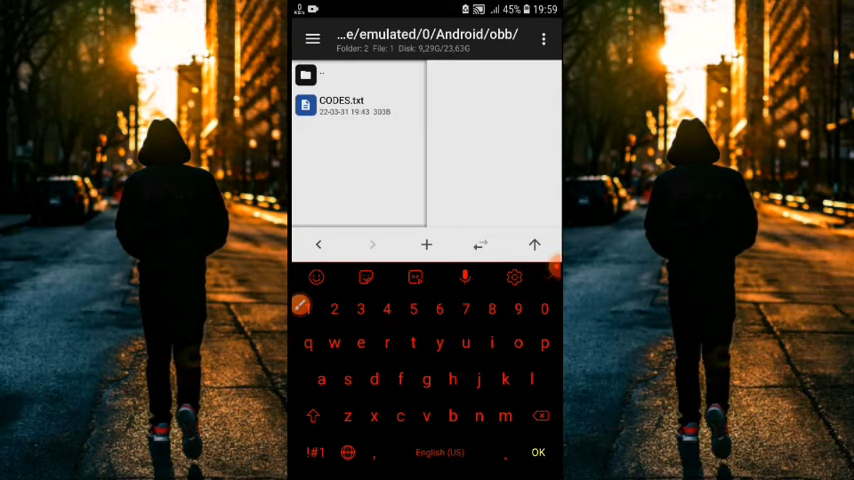 0
K/s
45% 19:59
...e/emulated/0/Android/obb/
Folder: 2 File: 1 Disk: 9,29G/23,63G
..
CODES.txt
22-03-31 19:43 303B
1 2 3 4 5 6 7 8 9 0
q w e r t y u i o p
a s d f g h j k l
z x c v b n m
!#1 , English (US) . OK